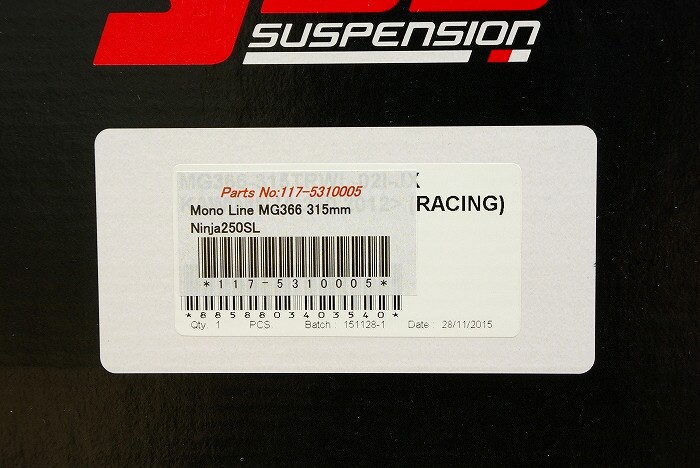 SUSPENSION
Parts No:117-5310005
Mono Line MG366 315mm
Ninja250SL
(RACING)
*117-5310005*
*8858803403540*
Qty. 1 PCS Batch : 151128-1 Date : 28/11/2015